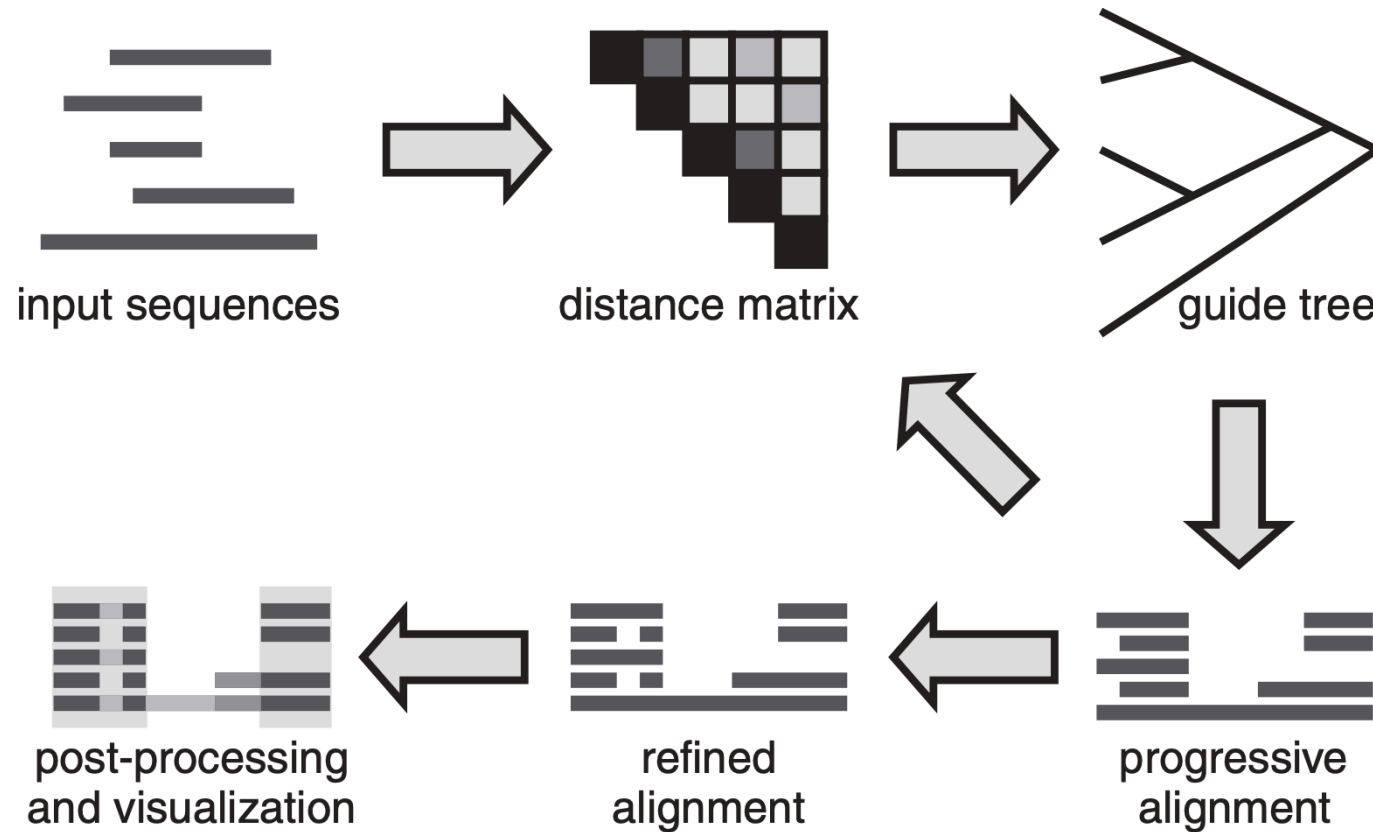 input sequences
distance matrix
guide tree
post-processing
and visualization
refined
alignment
progressive
alignment